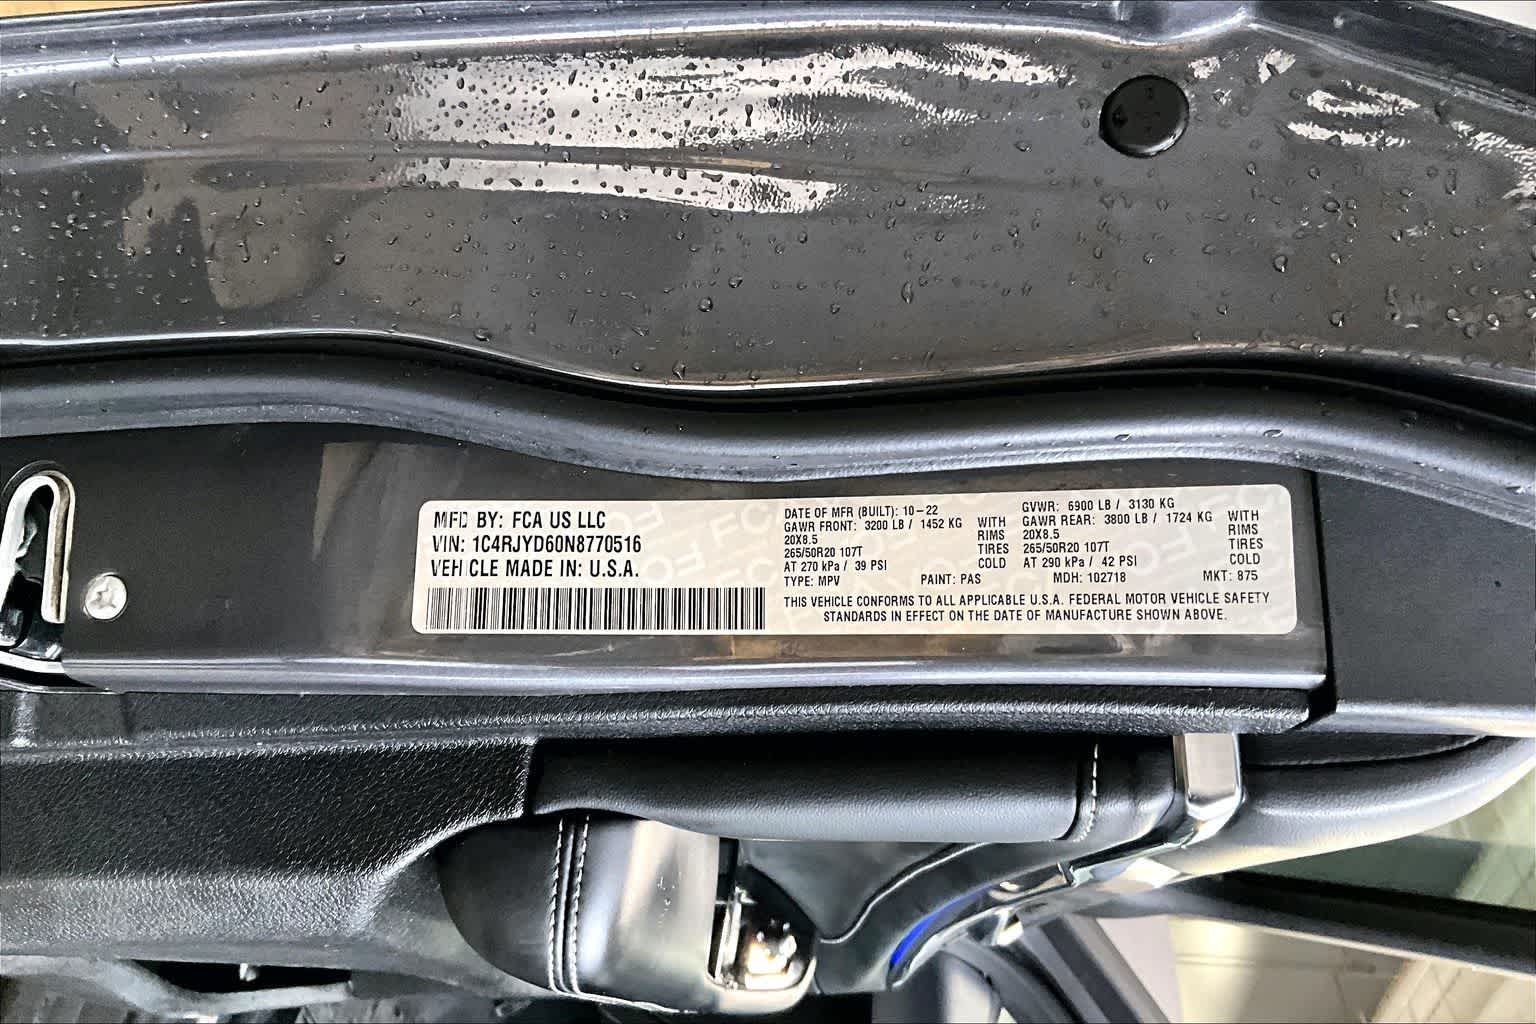 MFD BY: FCA US LLC
VIN: 1C4RJYD60N8770516
VEHICLE MADE IN: U.S.A.
DATE OF MFR (BUILT): 10-22
GAWR FRONT: 3200 LB / 1452 KG WITH
20X8.5 RIMS
265/50R20 107T TIRES
AT 270 kPa / 39 PSI COLD
GVWR: 6900 LB / 3130 KG
GAWR REAR: 3800 LB / 1724 KG WITH
20X8.5 RIMS
265/50R20 107T TIRES
AT 290 kPa / 42 PSI COLD
TYPE: MPV PAINT: PAS MDH: 102718 MKT: 875
THIS VEHICLE CONFORMS TO ALL APPLICABLE U.S.A. FEDERAL MOTOR VEHICLE SAFETY
STANDARDS IN EFFECT ON THE DATE OF MANUFACTURE SHOWN ABOVE.